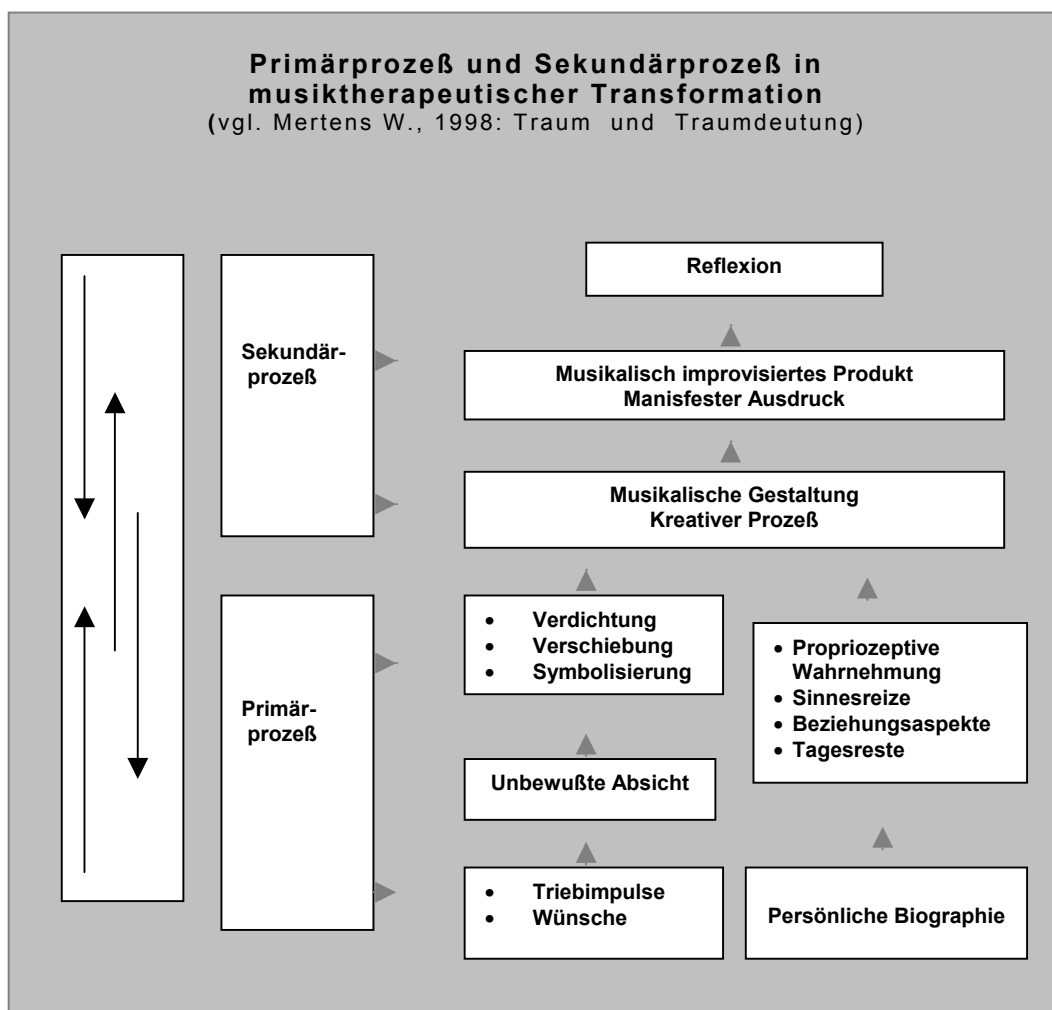 Primärprozeß und Sekundärprozeß in
musiktherapeutischer Transformation
(vgl. Mertens W., 1998: Traum und Traumdeutung)
Reflexion
Sekundär-
prozeß
Musikalisch improvisiertes Produkt
Manisfester Ausdruck
Musikalische Gestaltung
Kreativer Prozeß
Primär-
prozeß
• Verdichtung
• Verschiebung
• Symbolisierung
• Propriozeptive
Wahrnehmung
• Sinnesreize
• Beziehungsaspekte
• Tagesreste
Unbewußte Absicht
• Triebimpulse
• Wünsche
Persönliche Biographie